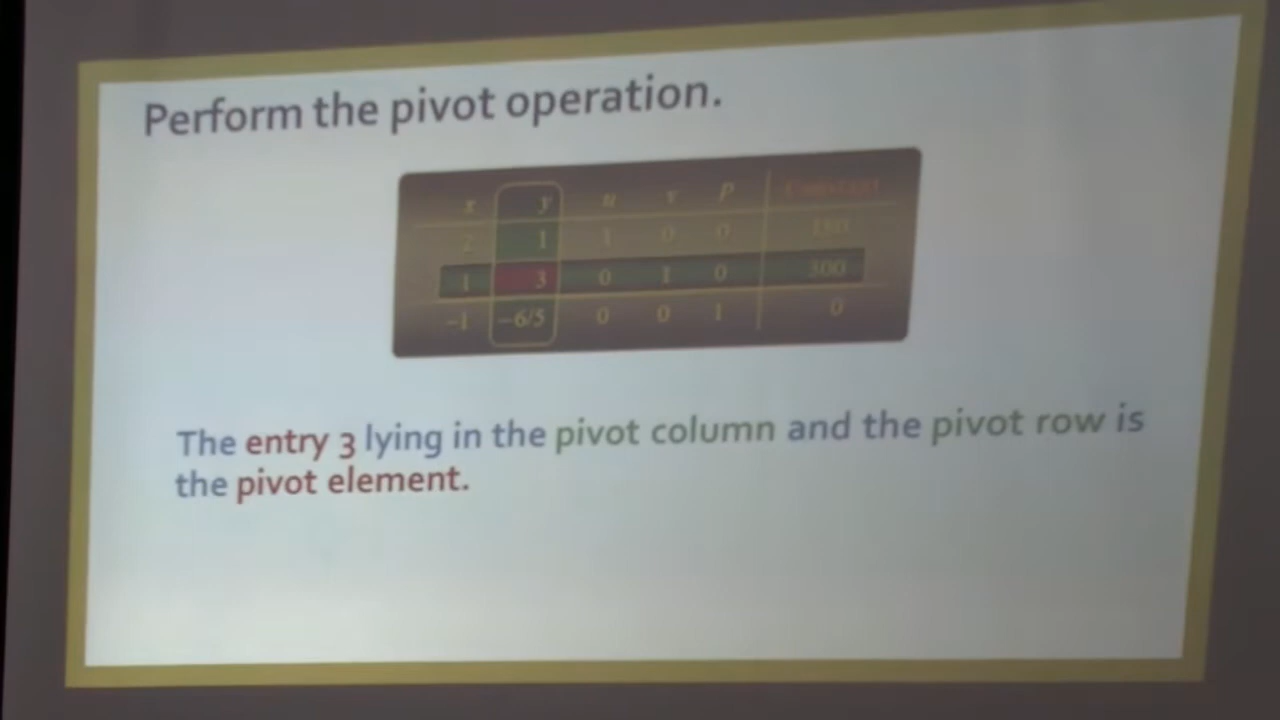 Perform the pivot operation.
x y u v P Constant
2 1 1 0 0 180
1 3 0 1 0 300
−1 −6/5 0 0 1 0
The entry 3 lying in the pivot column and the pivot row is
the pivot element.